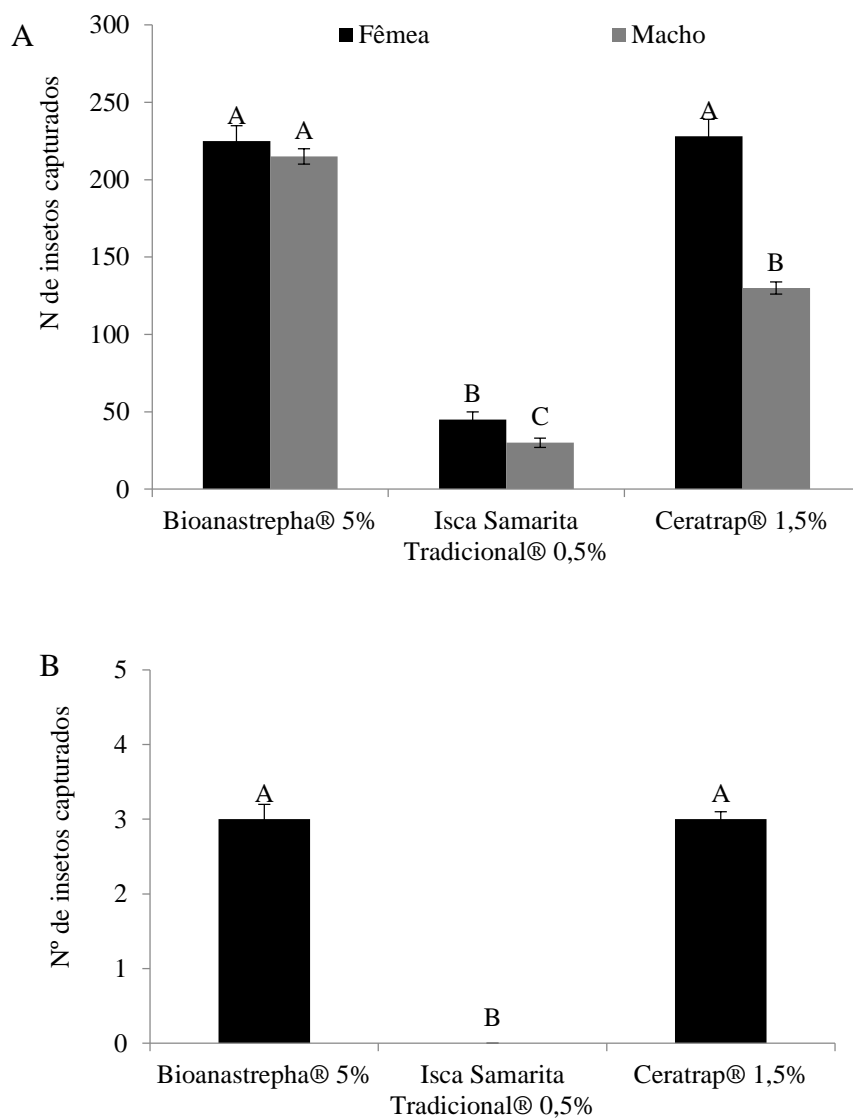 A
Fêmea
Macho
N de insetos capturados
300
250
200
150
100
50
0
A
A
B
C
A
B
Bioanastrepha® 5%
Isca Samarita
Tradicional® 0,5%
Ceratrap® 1,5%
B
Nº de insetos capturados
5
4
3
2
1
0
A
B
A
Bioanastrepha® 5%
Isca Samarita
Tradicional® 0,5%
Ceratrap® 1,5%